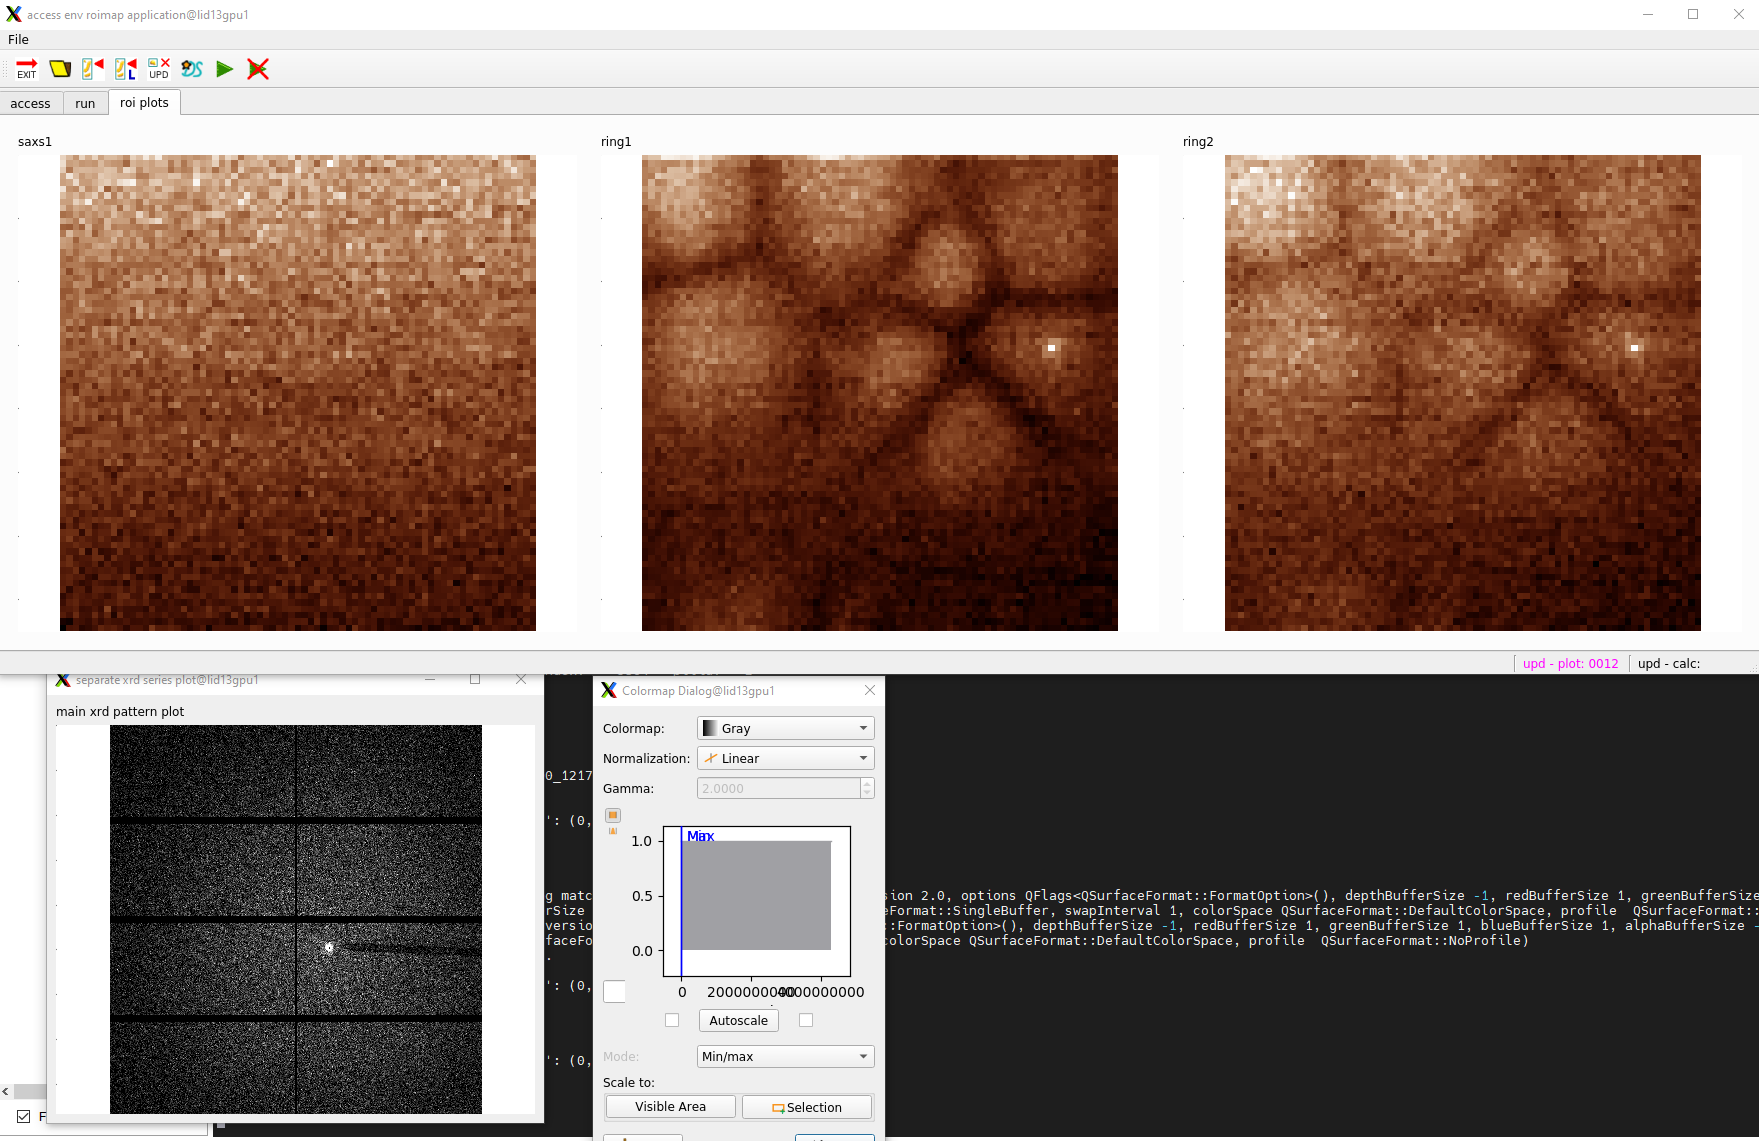 access env roimap application@lid13gpu1
File
EXIT
L
UPD
access
run
roi plots
saxs1
ring1
ring2
upd - plot: 0012
upd - calc:
separate xrd series plot@lid13gpu1
main xrd pattern plot
Colormap Dialog@lid13gpu1
Colormap:
Gray
Normalization:
Linear
Gamma:
2.0000
Max
1.0
0.5
0.0
0
Autoscale
Mode:
Min/max
Scale to:
Visible Area
Selection
0_1217
': (0,
g matc
sion 2.0, options QFlags<QSurfaceFormat::FormatOption>(), depthBufferSize -1, redBufferSize 1, greenBufferSize
rSize
eFormat::SingleBuffer, swapInterval 1, colorSpace QSurfaceFormat::DefaultColorSpace, profile  QSurfaceFormat::
versio
::FormatOption>(), depthBufferSize -1, redBufferSize 1, greenBufferSize 1, blueBufferSize 1, alphaBufferSize -
rfaceFo
colorSpace QSurfaceFormat::DefaultColorSpace, profile  QSurfaceFormat::NoProfile)
': (0,
': (0,
F